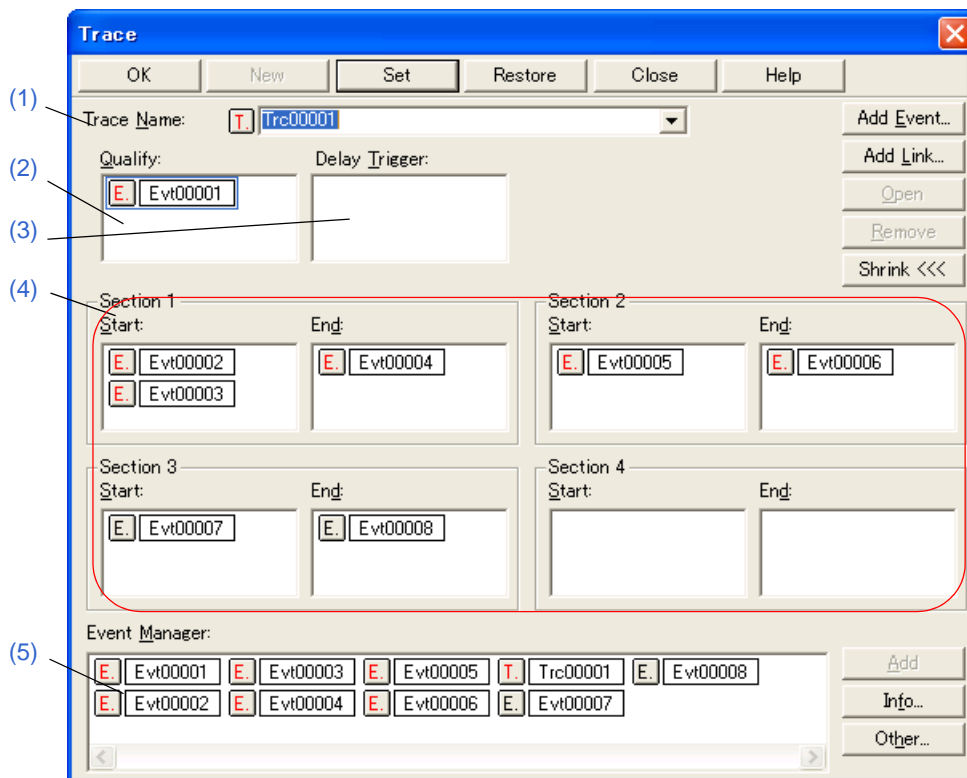 Trace
OK New Set Restore Close Help
(1) Trace Name: T. Trc00001 Add Event...
Qualify: Delay Trigger: Add Link...
(2) E. Evt00001 Open
(3) Remove
Shrink <<<
(4) Section 1 Section 2
Start: End: Start: End:
E. Evt00002 E. Evt00004 E. Evt00005 E. Evt00006
E. Evt00003
Section 3 Section 4
Start: End: Start: End:
E. Evt00007 E. Evt00008
Event Manager:
(5) E. Evt00001 E. Evt00003 E. Evt00005 T. Trc00001 E. Evt00008 Add
E. Evt00002 E. Evt00004 E. Evt00006 E. Evt00007 Info...
Other...